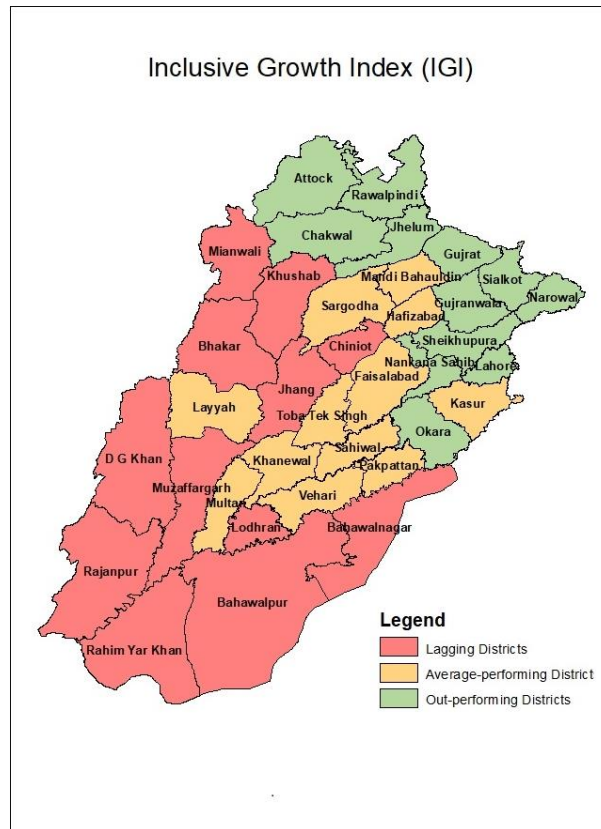 Inclusive Growth Index (IGI)
Attock
Rawalpindi
Chakwal
Jhelum
Mianwali
Gujrat
Khushab
Mandi Bahauldin
Sialkot
Sargodha
Gujranwala
Narowal
Hafizabad
Bhakar
Chiniot
Sheikhupura
Nankana Sahib
Lahore
Faisalabad
Jhang
Layyah
Toba Tek Singh
Kasur
Okara
D G Khan
Khanewal
Sahiwal
Pakpattan
Muzaffargarh
Multan
Vehari
Lodhran
Bahawalnagar
Rajanpur
Bahawalpur
Rahim Yar Khan
Legend
Lagging Districts
Average-performing District
Out-performing Districts